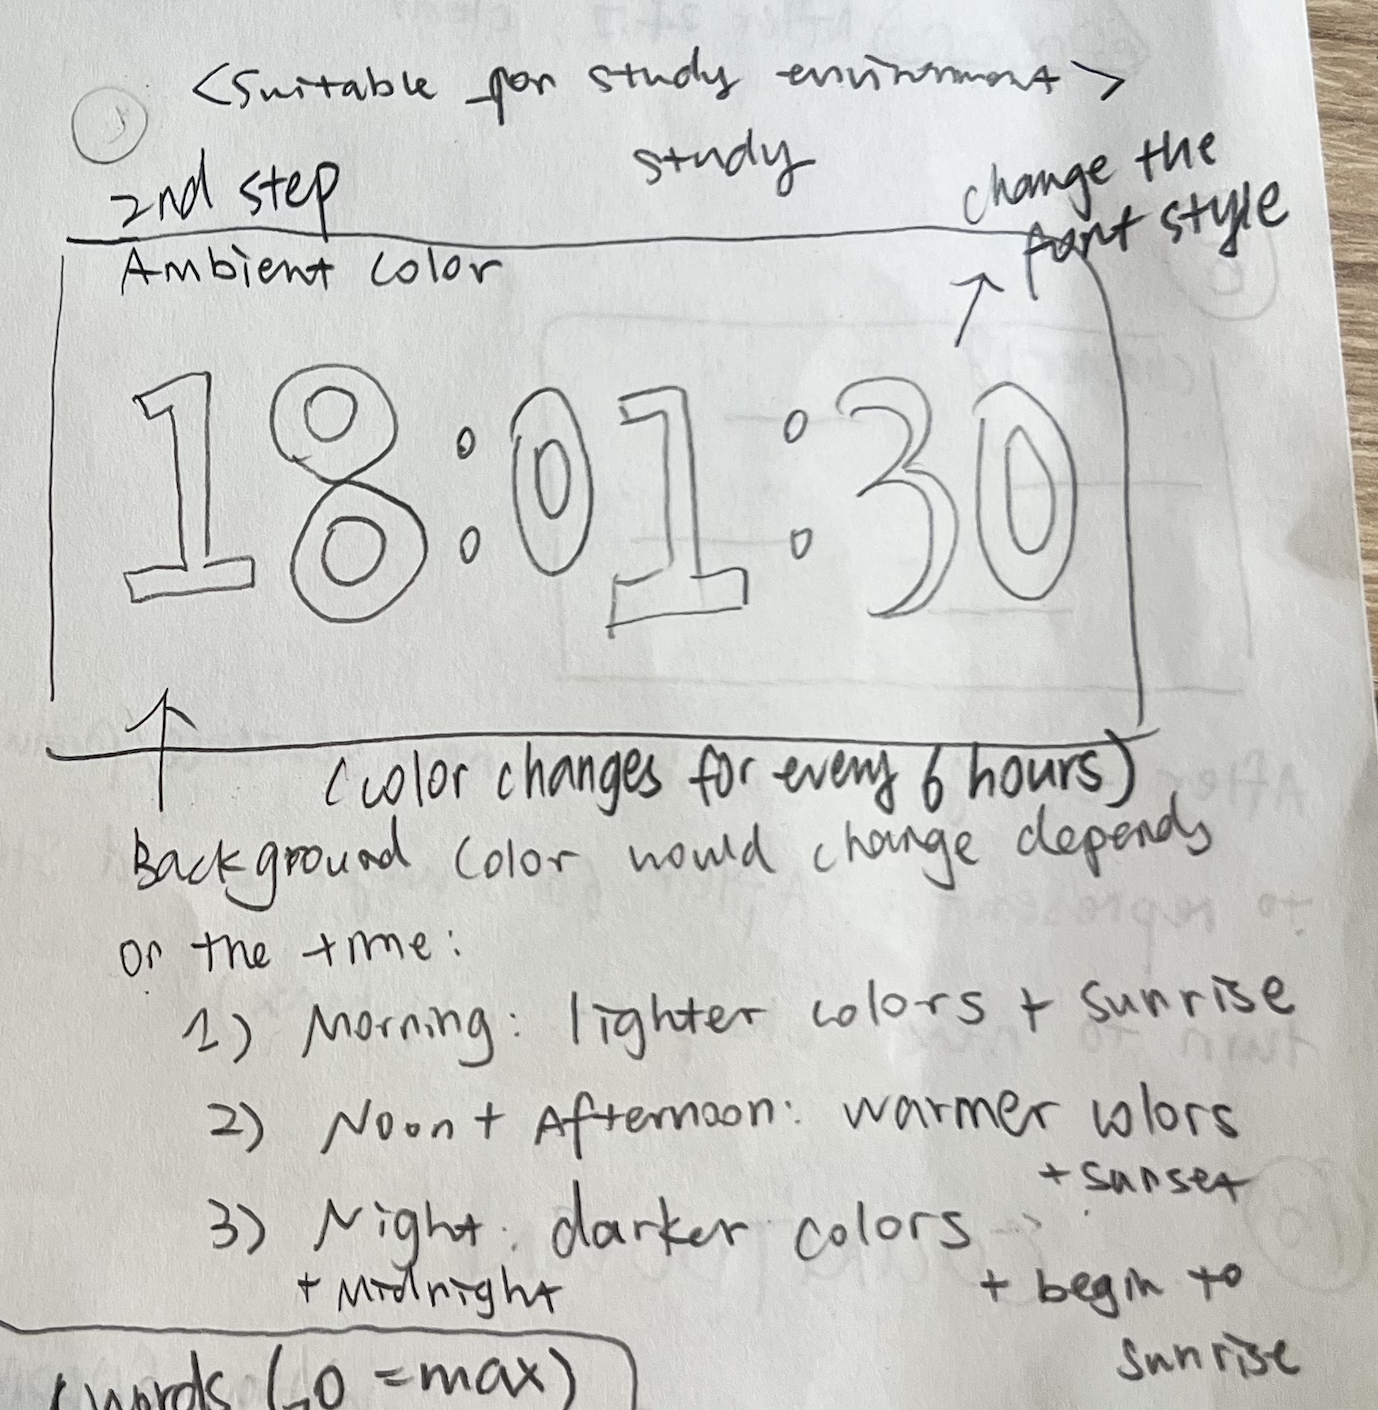 <Suitable for study environment>
study
2nd step
change the
font style
Ambient color
18:01:30
(color changes for every 6 hours)
Background color would change depends
on the time:
1) Morning: lighter colors + sunrise
2) Noon + Afternoon: warmer colors
+ sunset
3) Night: darker colors
+ Midnight
+ begin to
sunrise
words ( 0 = max)